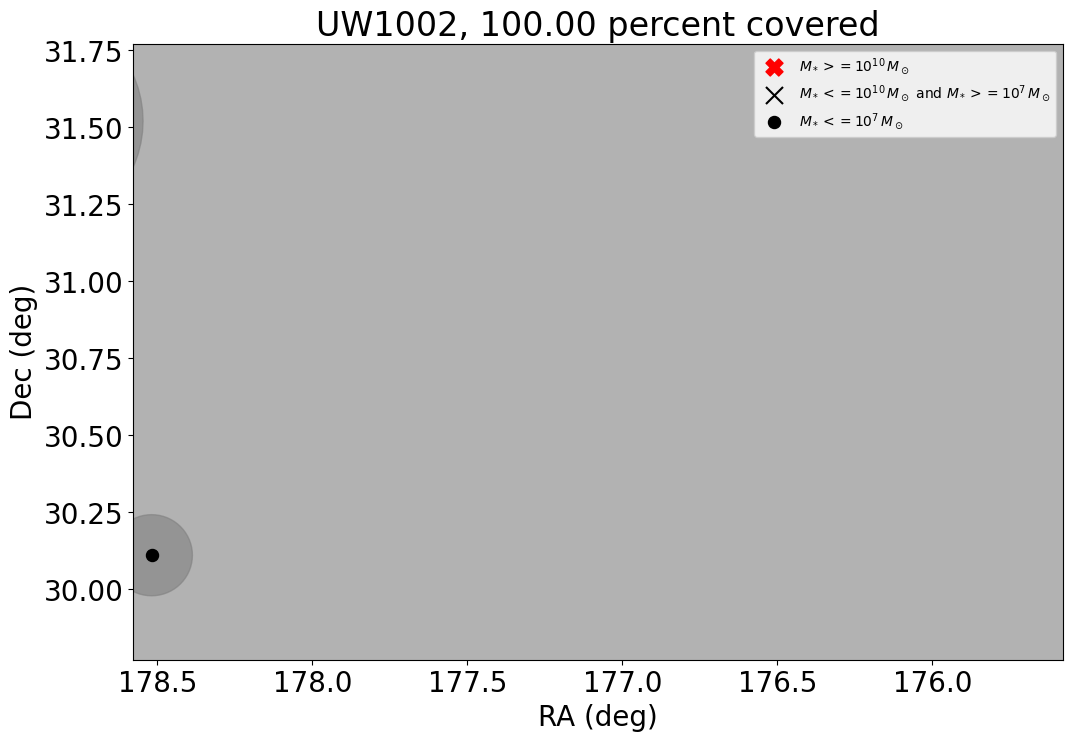 UW1002, 100.00 percent covered
31.75
31.50
31.25
31.00
30.75
30.50
30.25
30.00
Dec (deg)
M* >= 10^10 M⊙
M* <= 10^10 M⊙ and M* >= 10^7 M⊙
M* <= 10^7 M⊙
178.5 178.0 177.5 177.0 176.5 176.0
RA (deg)